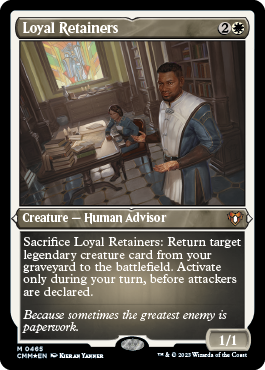 Loyal Retainers 2
Creature — Human Advisor
Sacrifice Loyal Retainers: Return target
legendary creature card from your
graveyard to the battlefield. Activate
only during your turn, before attackers
are declared.
Because sometimes the greatest enemy is
paperwork.
1/1
M 0465
CMM★EN KIERAN YANNER
™ & © 2023 Wizards of the Coast